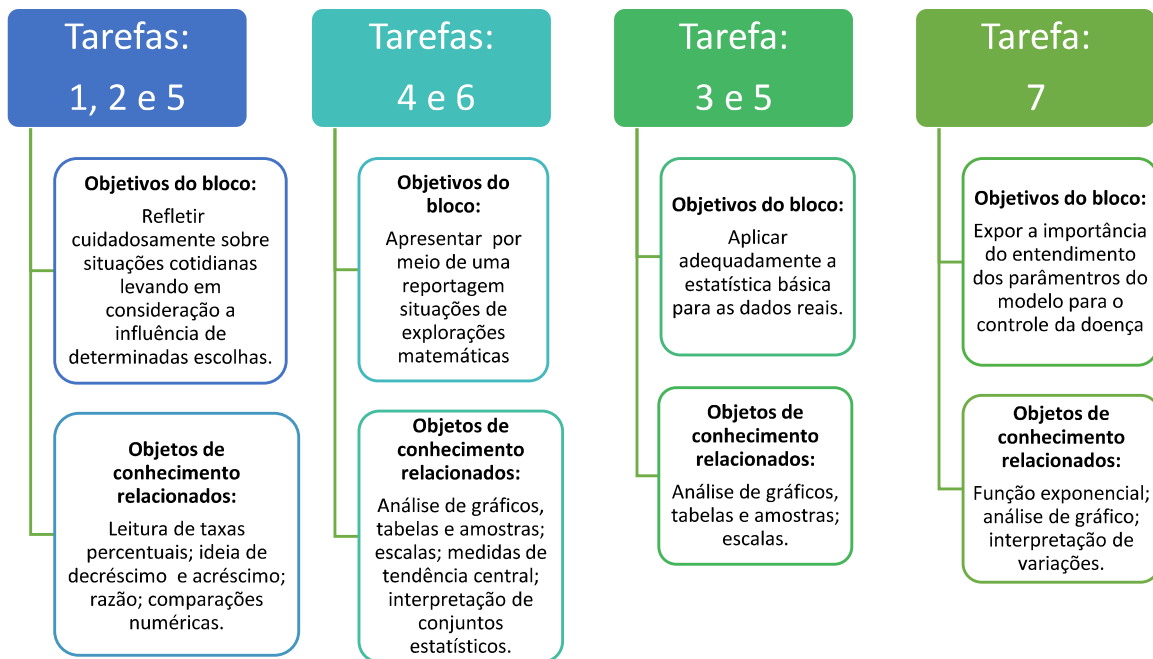 Tarefas:
1, 2 e 5
Objetivos do bloco:
Refletir
cuidadosamente sobre
situações cotidianas
levando em
consideração a
influência de
determinadas escolhas.
Objetos de
conhecimento
relacionados:
Leitura de taxas
percentuais; ideia de
decréscimo e acréscimo;
razão; comparações
numéricas.
Tarefas:
4 e 6
Objetivos do
bloco:
Apresentar por
meio de uma
reportagem
situações de
explorações
matemáticas
Objetos de
conhecimento
relacionados:
Análise de gráficos,
tabelas e amostras;
escalas; medidas de
tendência central;
interpretação de
conjuntos
estatísticos.
Tarefa:
3 e 5
Objetivos do bloco:
Aplicar
adequadamente a
estatística básica
para as dados reais.
Objetos de
conhecimento
relacionados:
Análise de gráficos,
tabelas e amostras;
escalas.
Tarefa:
7
Objetivos do bloco:
Expor a importância
do entendimento
dos parâmentros do
modelo para o
controle da doença
Objetos de
conhecimento
relacionados:
Função exponencial;
análise de gráfico;
interpretação de
variações.